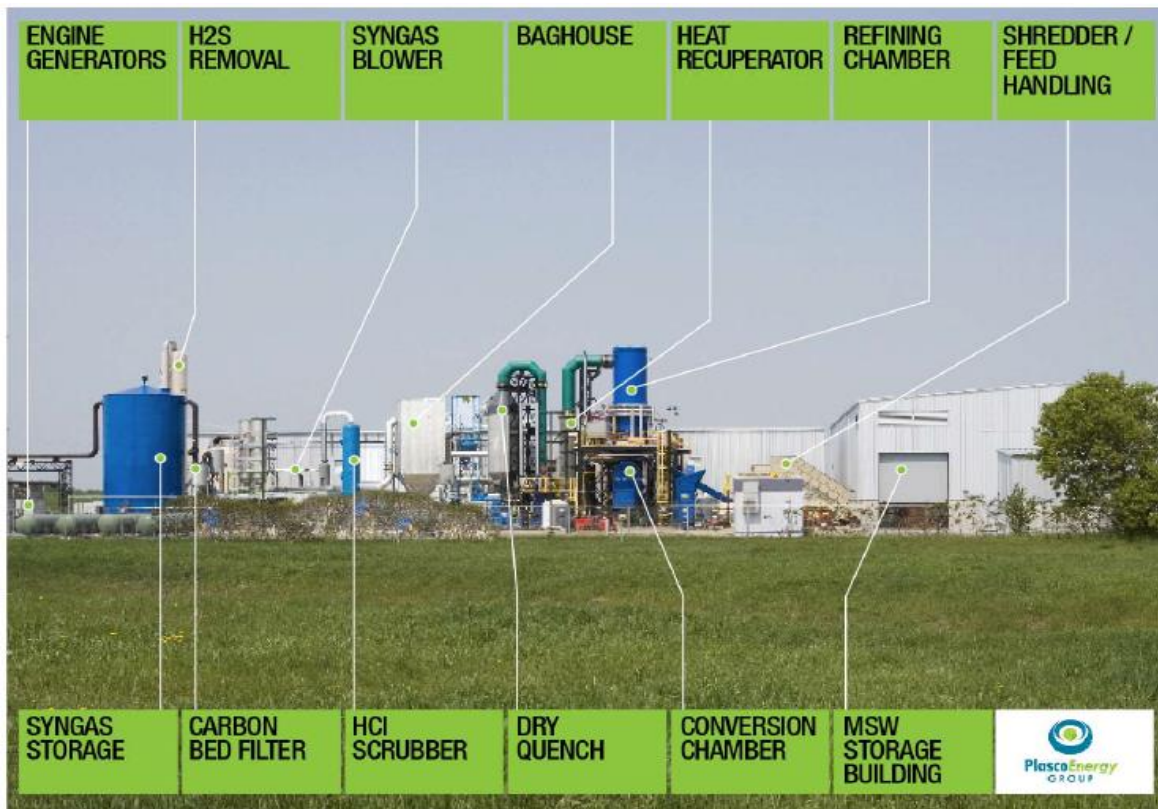 ENGINE
GENERATORS
H2S
REMOVAL
SYNGAS
BLOWER
BAGHOUSE
HEAT
RECUPERATOR
REFINING
CHAMBER
SHREDDER /
FEED
HANDLING
SYNGAS
STORAGE
CARBON
BED FILTER
HCl
SCRUBBER
DRY
QUENCH
CONVERSION
CHAMBER
MSW
STORAGE
BUILDING
PlascoEnergy
GROUP